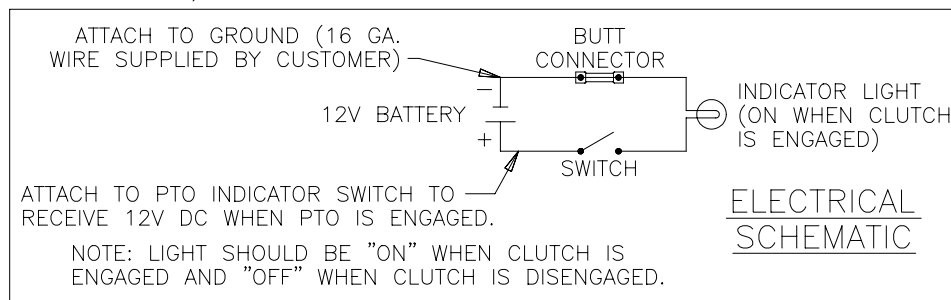 ATTACH TO GROUND (16 GA.
WIRE SUPPLIED BY CUSTOMER)
BUTT
CONNECTOR
–
12V BATTERY
+
INDICATOR LIGHT
(ON WHEN CLUTCH
IS ENGAGED)
SWITCH
ATTACH TO PTO INDICATOR SWITCH TO
RECEIVE 12V DC WHEN PTO IS ENGAGED.
ELECTRICAL
SCHEMATIC
NOTE: LIGHT SHOULD BE "ON" WHEN CLUTCH IS
ENGAGED AND "OFF" WHEN CLUTCH IS DISENGAGED.